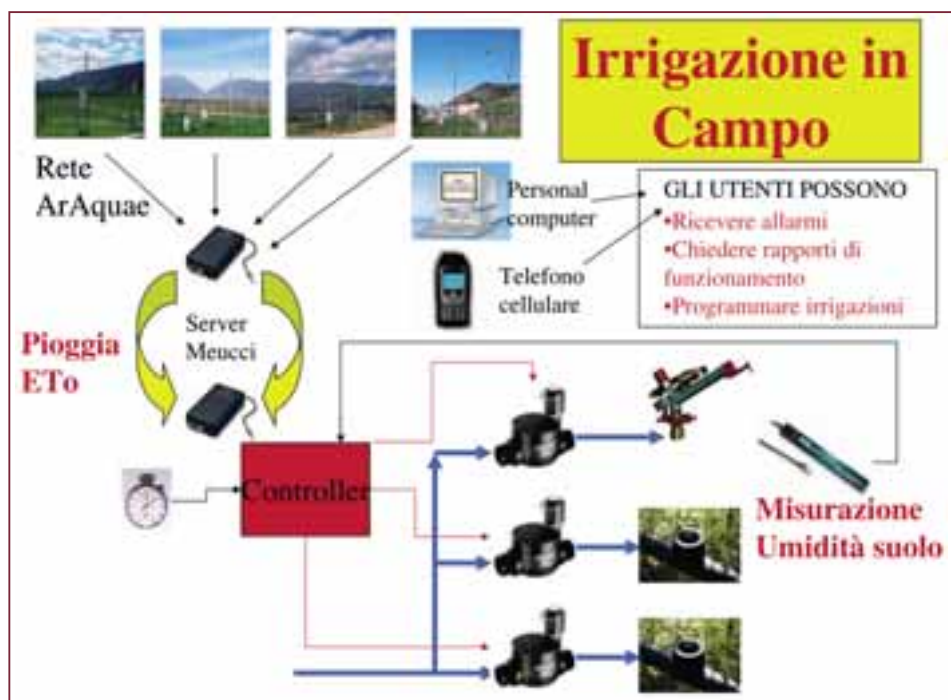 Irrigazione in
Campo
Rete
ArAquae
Personal
computer
Telefono
cellulare
GLI UTENTI POSSONO
•Ricevere allarmi
•Chiedere rapporti di
funzionamento
•Programmare irrigazioni
Pioggia
ETo
Server
Meucci
Controller
Misurazione
Umidità suolo